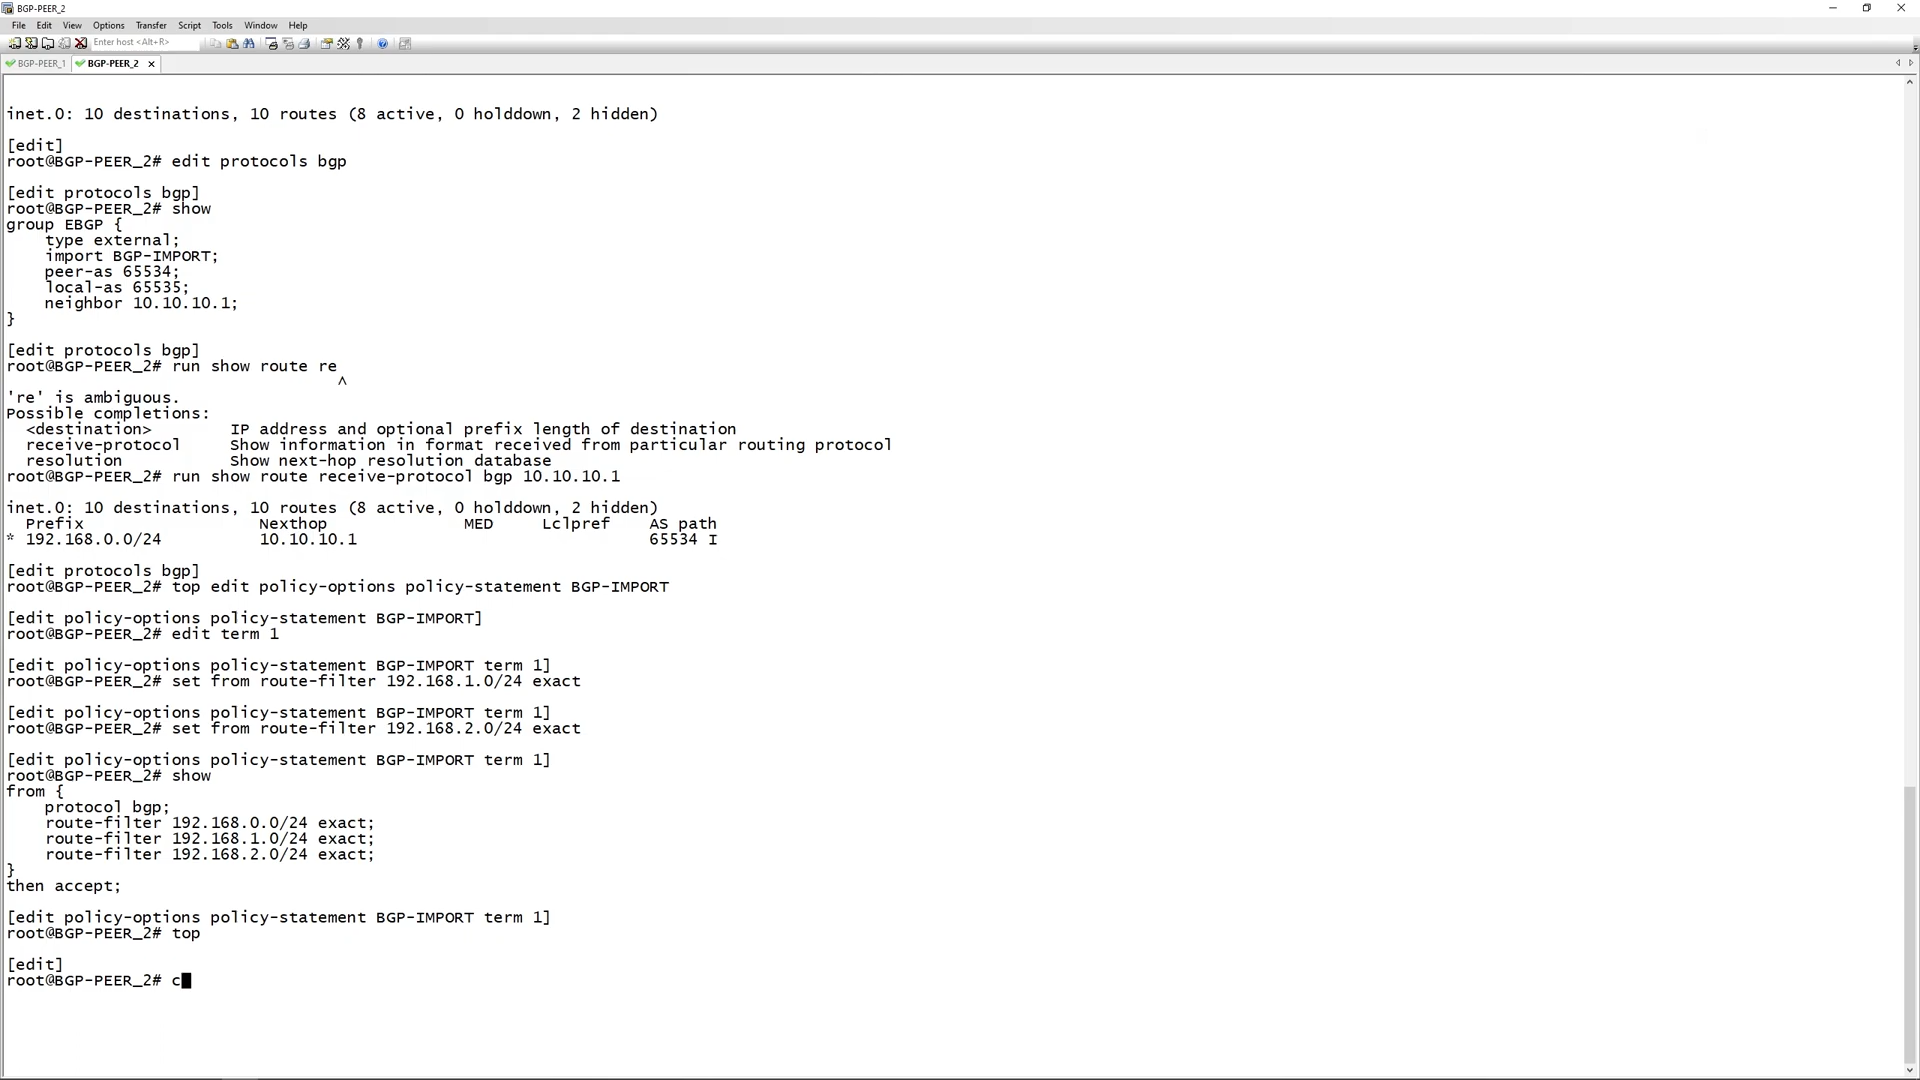 BGP-PEER_2
File Edit View Options Transfer Script Tools Window Help
Enter host <Alt+R>
BGP-PEER_1 BGP-PEER_2
inet.0: 10 destinations, 10 routes (8 active, 0 holddown, 2 hidden)
[edit]
root@BGP-PEER_2# edit protocols bgp
[edit protocols bgp]
root@BGP-PEER_2# show
group EBGP {
    type external;
    import BGP-IMPORT;
    peer-as 65534;
    local-as 65535;
    neighbor 10.10.10.1;
}
[edit protocols bgp]
root@BGP-PEER_2# run show route re
                                  ^
're' is ambiguous.
Possible completions:
  <destination>        IP address and optional prefix length of destination
  receive-protocol     Show information in format received from particular routing protocol
  resolution           Show next-hop resolution database
root@BGP-PEER_2# run show route receive-protocol bgp 10.10.10.1
inet.0: 10 destinations, 10 routes (8 active, 0 holddown, 2 hidden)
  Prefix                  Nexthop              MED     Lclpref    AS path
* 192.168.0.0/24          10.10.10.1                              65534 I
[edit protocols bgp]
root@BGP-PEER_2# top edit policy-options policy-statement BGP-IMPORT
[edit policy-options policy-statement BGP-IMPORT]
root@BGP-PEER_2# edit term 1
[edit policy-options policy-statement BGP-IMPORT term 1]
root@BGP-PEER_2# set from route-filter 192.168.1.0/24 exact
[edit policy-options policy-statement BGP-IMPORT term 1]
root@BGP-PEER_2# set from route-filter 192.168.2.0/24 exact
[edit policy-options policy-statement BGP-IMPORT term 1]
root@BGP-PEER_2# show
from {
    protocol bgp;
    route-filter 192.168.0.0/24 exact;
    route-filter 192.168.1.0/24 exact;
    route-filter 192.168.2.0/24 exact;
}
then accept;
[edit policy-options policy-statement BGP-IMPORT term 1]
root@BGP-PEER_2# top
[edit]
root@BGP-PEER_2# c